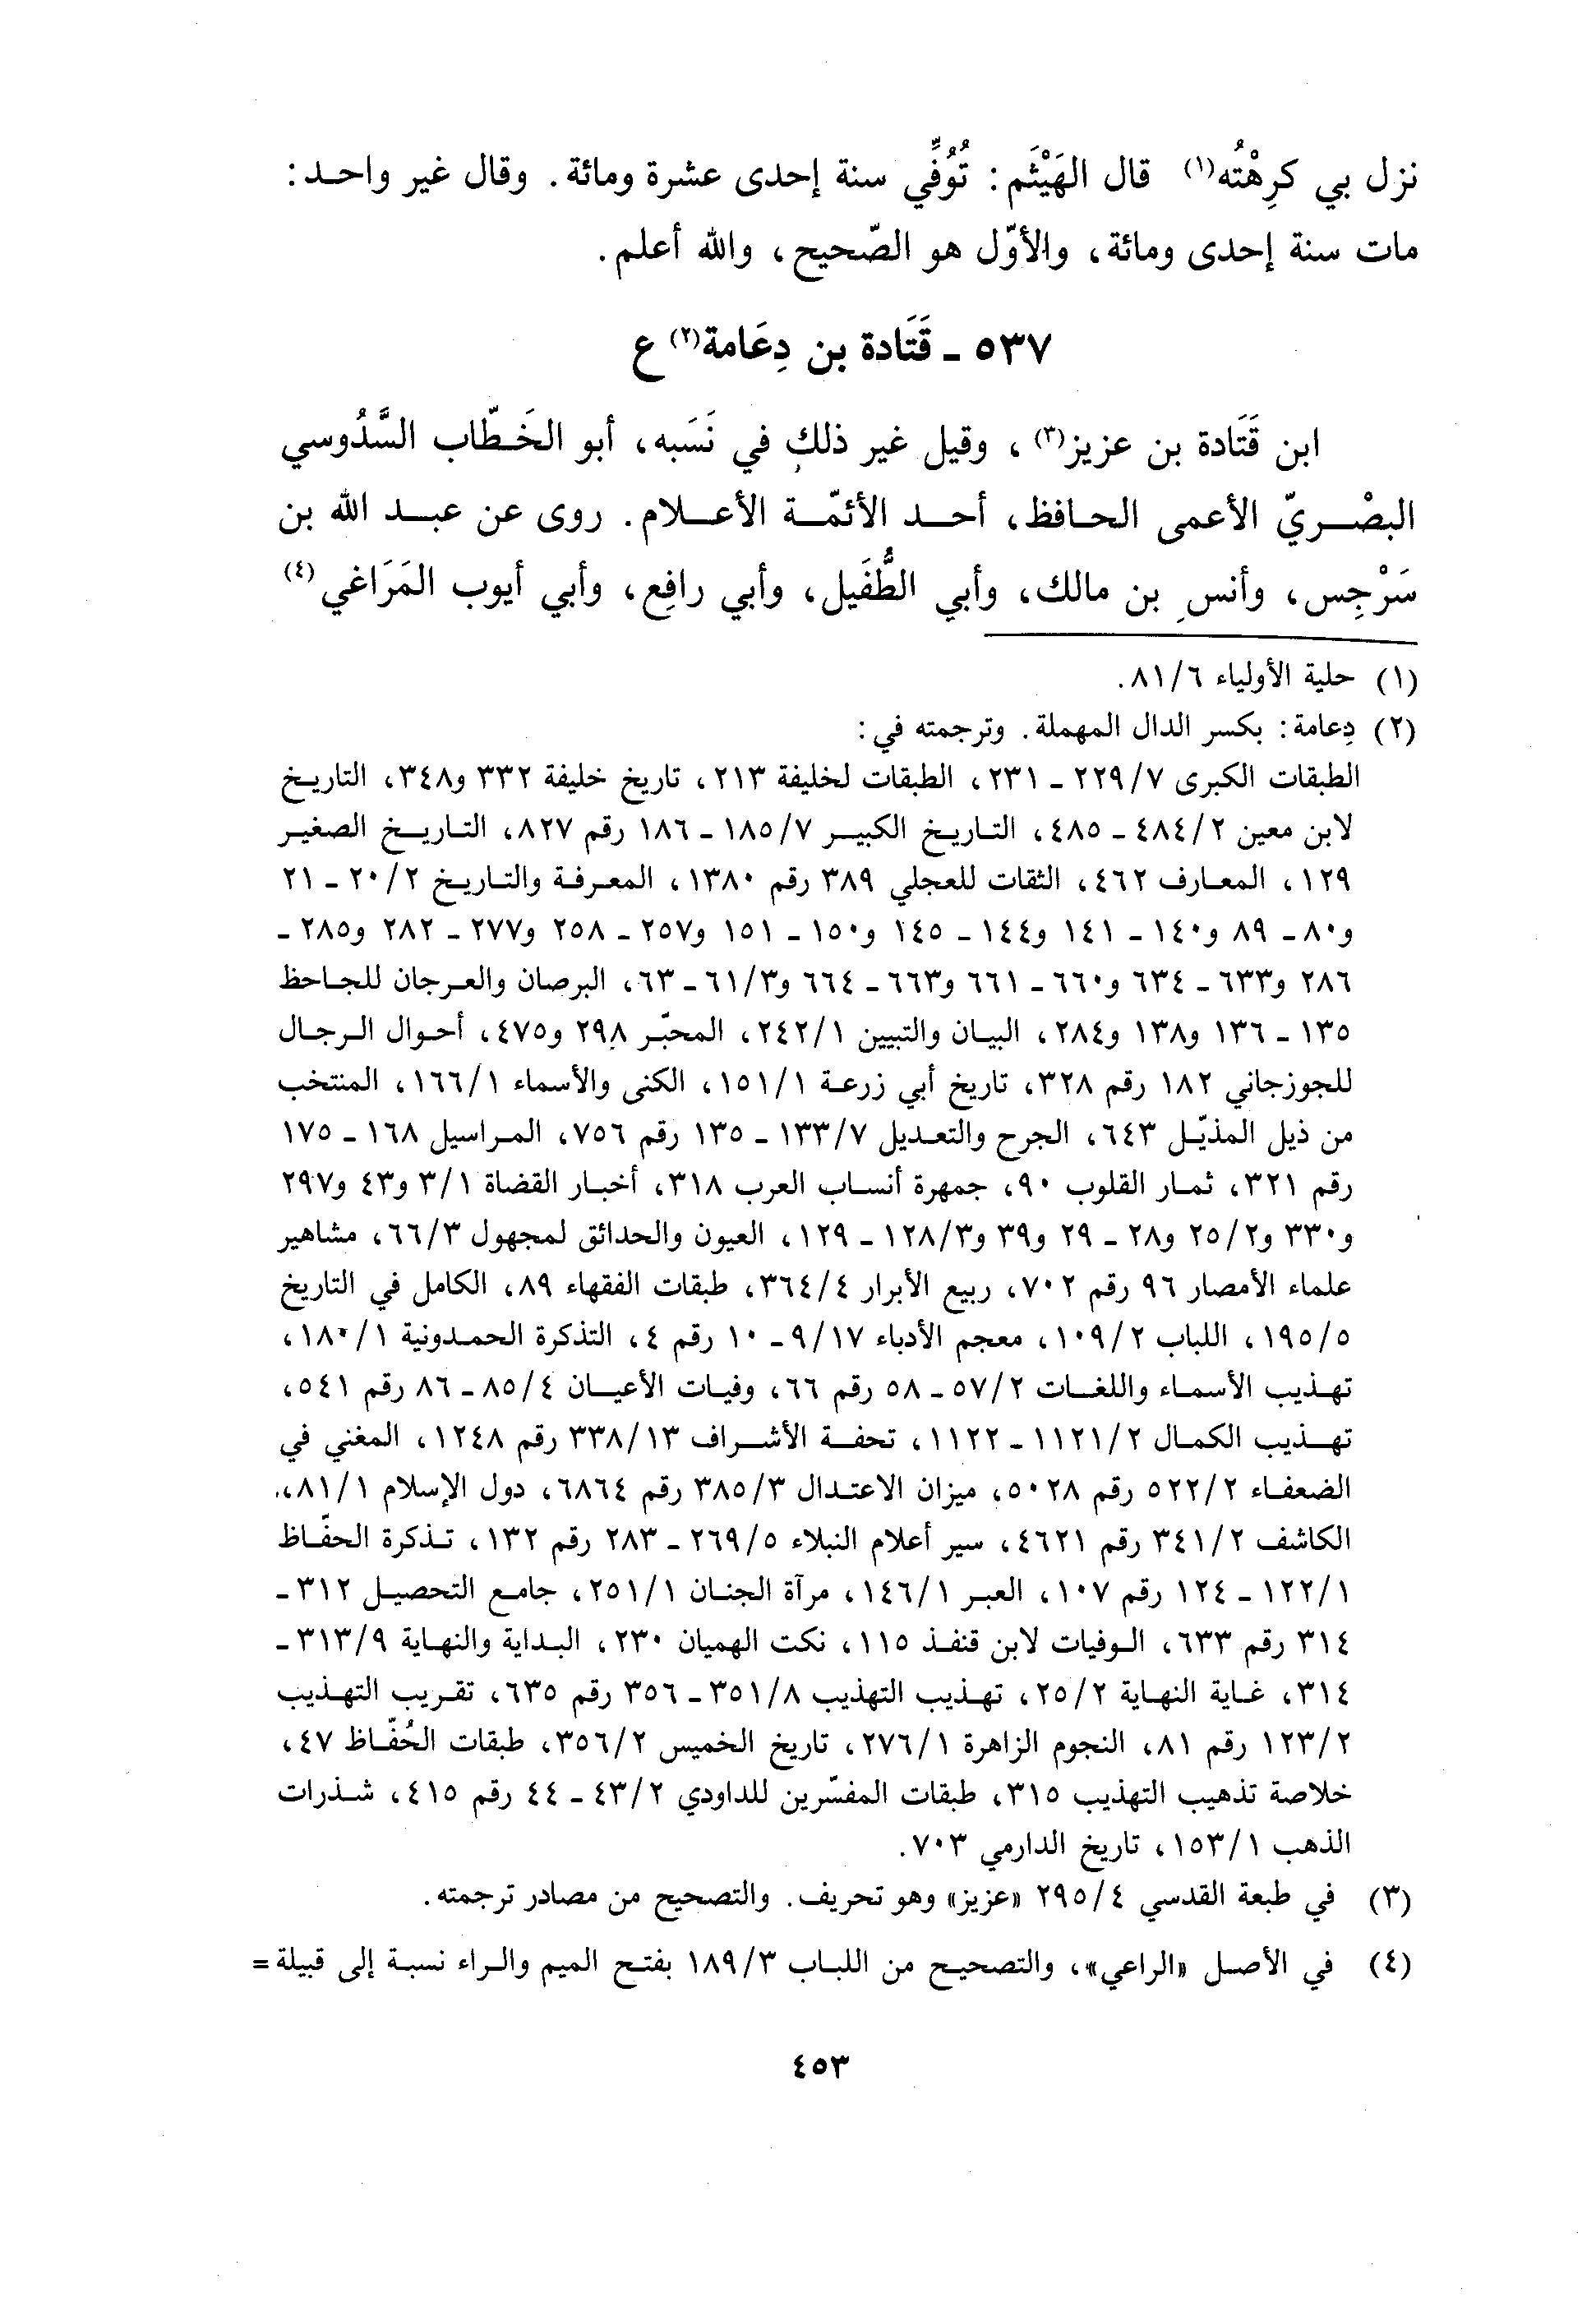 نزل بي كرِهْتُه(١) قال الهَيْثَم: تُوُفِّي سنة إحدى عشرة ومائة. وقال غير واحد:
مات سنة إحدى ومائة، والأوّل هو الصّحيح، والله أعلم.
٥٣٧ ـ قَتَادة بن دِعَامة(٢) ع
ابن قَتَادة بن عزيز(٣)، وقيل غير ذلك في نَسَبه، أبو الخَطّاب السَّدُوسي
البصْريّ الأعمى الحافظ، أحد الأئمّة الأعلام. روى عن عبد الله بن
سَرْجِس، وأنس بن مالك، وأبي الطُّفَيل، وأبي رافِع، وأبي أيوب المَرَاغي(٤)
(١) حلية الأولياء ٨١/٦.
(٢) دِعامة: بكسر الدال المهملة. وترجمته في:
الطبقات الكبرى ٢٢٩/٧ ـ ٢٣١، الطبقات لخليفة ٢١٣، تاريخ خليفة ٣٣٢ و٣٤٨، التاريخ
لابن معين ٤٨٤/٢ ـ ٤٨٥، التاريخ الكبير ١٨٥/٧ ـ ١٨٦ رقم ٨٢٧، التاريخ الصغير
١٢٩، المعارف ٤٦٢، الثقات للعجلي ٣٨٩ رقم ١٣٨٠، المعرفة والتاريخ ٢٠/٢ ـ ٢١
و٨٠ ـ ٨٩ و١٤٠ ـ ١٤١ و١٤٤ ـ ١٤٥ و١٥٠ ـ ١٥١ و٢٥٧ ـ ٢٥٨ و٢٧٧ ـ ٢٨٢ و٢٨٥ ـ
٢٨٦ و٦٣٣ ـ ٦٣٤ و٦٦٠ ـ ٦٦١ و٦٦٣ ـ ٦٦٤ و٦١/٣ ـ ٦٣، البرصان والعرجان للجاحظ
١٣٥ ـ ١٣٦ و١٣٨ و٢٨٤، البيان والتبيين ٢٤٢/١، المحبّر ٢٩٨ و٤٧٥، أحوال الرجال
للجوزجاني ١٨٢ رقم ٣٢٨، تاريخ أبي زرعة ١٥١/١، الكنى والأسماء ١٦٦/١، المنتخب
من ذيل المذيّل ٦٤٣، الجرح والتعديل ١٣٣/٧ ـ ١٣٥ رقم ٧٥٦، المراسيل ١٦٨ ـ ١٧٥
رقم ٣٢١، ثمار القلوب ٩٠، جمهرة أنساب العرب ٣١٨، أخبار القضاة ٣/١ و٤٣ و٢٩٧
و٣٣٠ و٢٥/٢ و٢٨ ـ ٢٩ و٣٩ و١٢٨/٣ ـ ١٢٩، العيون والحدائق لمجهول ٦٦/٣، مشاهير
علماء الأمصار ٩٦ رقم ٧٠٢، ربيع الأبرار ٣٦٤/٤، طبقات الفقهاء ٨٩، الكامل في التاريخ
١٩٥/٥، اللباب ١٠٩/٢، معجم الأدباء ٩/١٧ ـ ١٠ رقم ٤، التذكرة الحمدونية ١٨٠/١،
تهذيب الأسماء واللغات ٥٧/٢ ـ ٥٨ رقم ٦٦، وفيات الأعيان ٨٥/٤ ـ ٨٦ رقم ٥٤١،
تهذيب الكمال ١١٢١/٢ ـ ١١٢٢، تحفة الأشراف ٣٣٨/١٣ رقم ١٢٤٨، المغني في
الضعفاء ٥٢٢/٢ رقم ٥٠٢٨، ميزان الاعتدال ٣٨٥/٣ رقم ٦٨٦٤، دول الإسلام ٨١/١،
الكاشف ٣٤١/٢ رقم ٤٦٢١، سير أعلام النبلاء ٢٦٩/٥ ـ ٢٨٣ رقم ١٣٢، تذكرة الحفّاظ
١٢٢/١ ـ ١٢٤ رقم ١٠٧، العبر ١٤٦/١، مرآة الجنان ٢٥١/١، جامع التحصيل ٣١٢ ـ
٣١٤ رقم ٦٣٣، الوفيات لابن قنفذ ١١٥، نكت الهميان ٢٣٠، البداية والنهاية ٣١٣/٩ ـ
٣١٤، غاية النهاية ٢٥/٢، تهذيب التهذيب ٣٥١/٨ ـ ٣٥٦ رقم ٦٣٥، تقريب التهذيب
١٢٣/٢ رقم ٨١، النجوم الزاهرة ٢٧٦/١، تاريخ الخميس ٣٥٦/٢، طبقات الحُفّاظ ٤٧،
خلاصة تذهيب التهذيب ٣١٥، طبقات المفسّرين للداودي ٤٣/٢ ـ ٤٤ رقم ٤١٥، شذرات
الذهب ١٥٣/١، تاريخ الدارمي ٧٠٣.
(٣) في طبعة القدسي ٢٩٥/٤ «عزيز» وهو تحريف. والتصحيح من مصادر ترجمته.
(٤) في الأصل «الراعي»، والتصحيح من اللباب ١٨٩/٣ بفتح الميم والراء نسبة إلى قبيلة =
٤٥٣